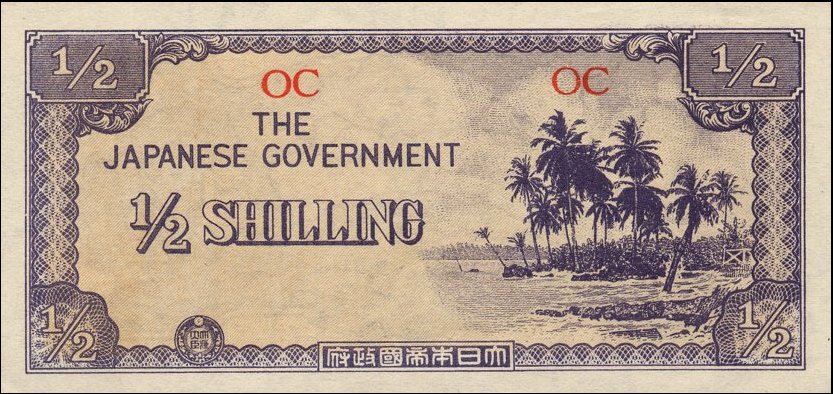 1/2
1/2
OC OC
THE
JAPANESE GOVERNMENT
1/2 SHILLING
1/2
1/2
大日本帝國政府